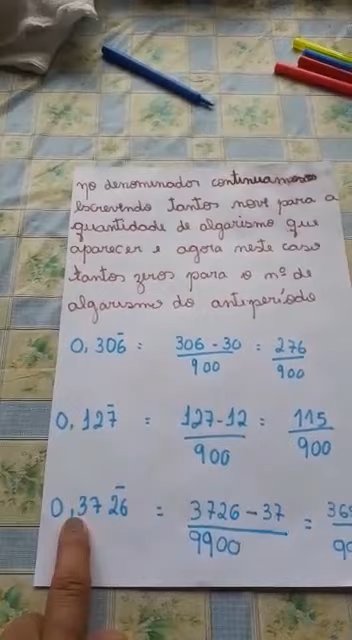 no denominador continuamos
escrevendo tantos nove para a
quantidade de algarismo que
aparecer e agora neste caso
tantos zeros para o nº de
algarismo do antiperíodo
0,306̄ = 306 - 30 / 900 = 276 / 900
0,127̄ = 127 - 12 / 900 = 115 / 900
0,3726̄ = 3726 - 37 / 9900 =